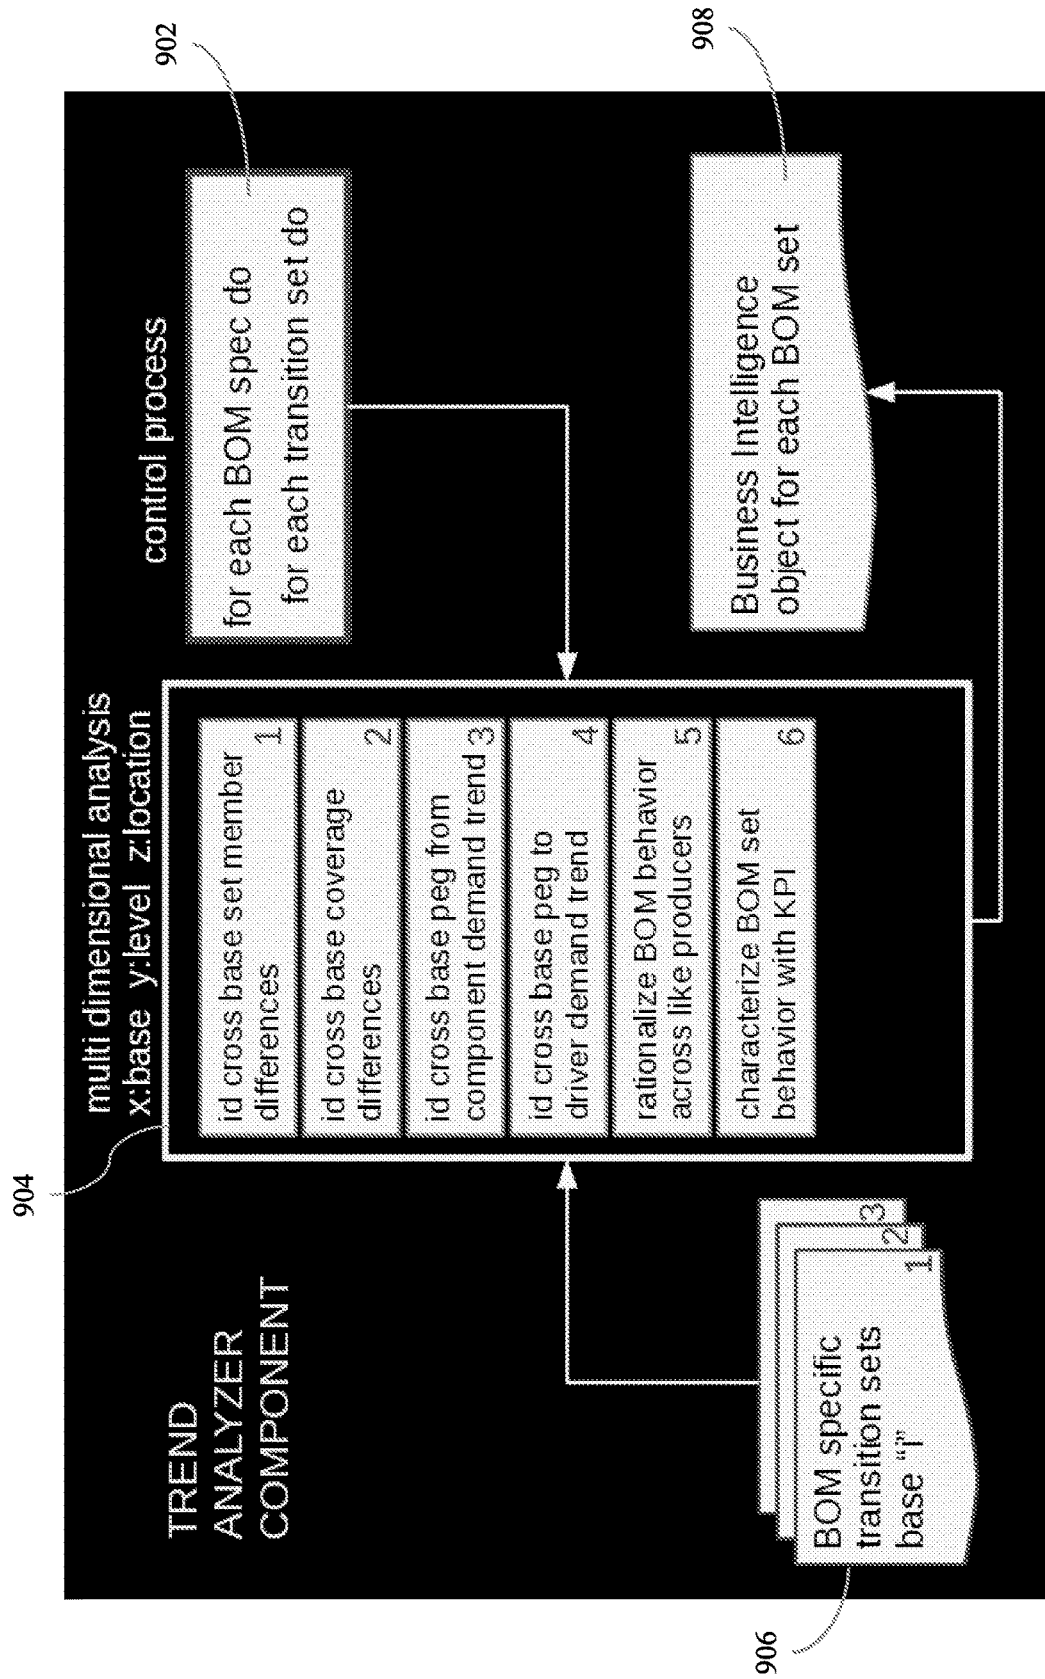 TREND
ANALYZER
COMPONENT
904
multi dimensional analysis
x:base y:level z:location
id cross base set member
differences 1
id cross base coverage
differences 2
id cross base peg from
component demand trend 3
id cross base peg to
driver demand trend 4
rationalize BOM behavior
across like producers 5
characterize BOM set
behavior with KPI 6
control process
902
for each BOM spec do
for each transition set do
906
BOM specific
transition sets
base “i”
1
2
3
908
Business Intelligence
object for each BOM set